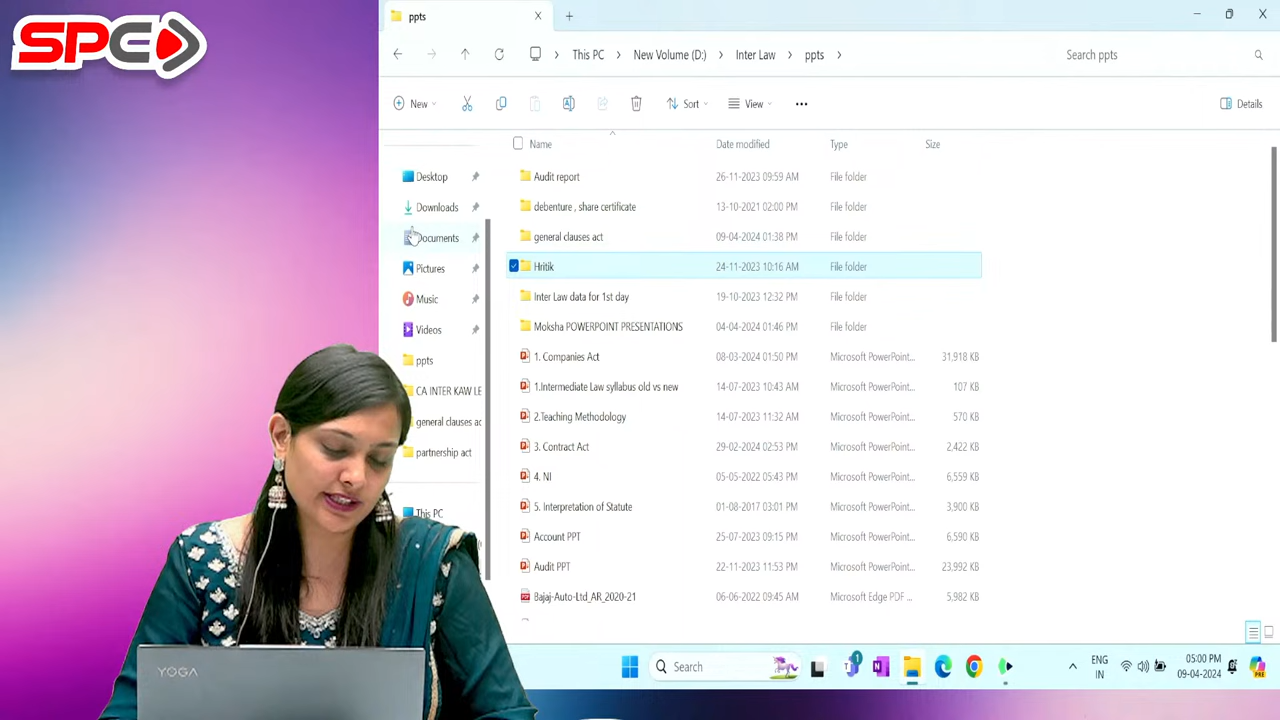 SPC
ppts
This PC > New Volume (D:) > Inter Law > ppts
Search ppts
New
Sort
View
Details
Name Date modified Type Size
Desktop
Downloads
Documents
Pictures
Music
Videos
ppts
CA INTER KAW LE
general clauses ac
partnership act
This PC
Audit report 26-11-2023 09:59 AM File folder
debenture , share certificate 13-10-2021 02:00 PM File folder
general clauses act 09-04-2024 01:38 PM File folder
Hritik 24-11-2023 10:16 AM File folder
Inter Law data for 1st day 19-10-2023 12:32 PM File folder
Moksha POWERPOINT PRESENTATIONS 04-04-2024 01:46 PM File folder
1. Companies Act 08-03-2024 01:50 PM Microsoft PowerPoint... 31,918 KB
1.Intermediate Law syllabus old vs new 14-07-2023 10:43 AM Microsoft PowerPoint... 107 KB
2.Teaching Methodology 14-07-2023 11:32 AM Microsoft PowerPoint... 570 KB
3. Contract Act 29-02-2024 02:53 PM Microsoft PowerPoint... 2,422 KB
4. NI 05-05-2022 05:43 PM Microsoft PowerPoint... 6,559 KB
5. Interpretation of Statute 01-08-2017 03:01 PM Microsoft PowerPoint... 3,900 KB
Account PPT 25-07-2023 09:15 PM Microsoft PowerPoint... 6,590 KB
Audit PPT 22-11-2023 11:53 PM Microsoft PowerPoint... 23,992 KB
Bajaj-Auto-Ltd_AR_2020-21 06-06-2022 09:45 AM Microsoft Edge PDF ... 5,982 KB
YOGA
Search
1
ENG
IN
05:00 PM
09-04-2024
PRE